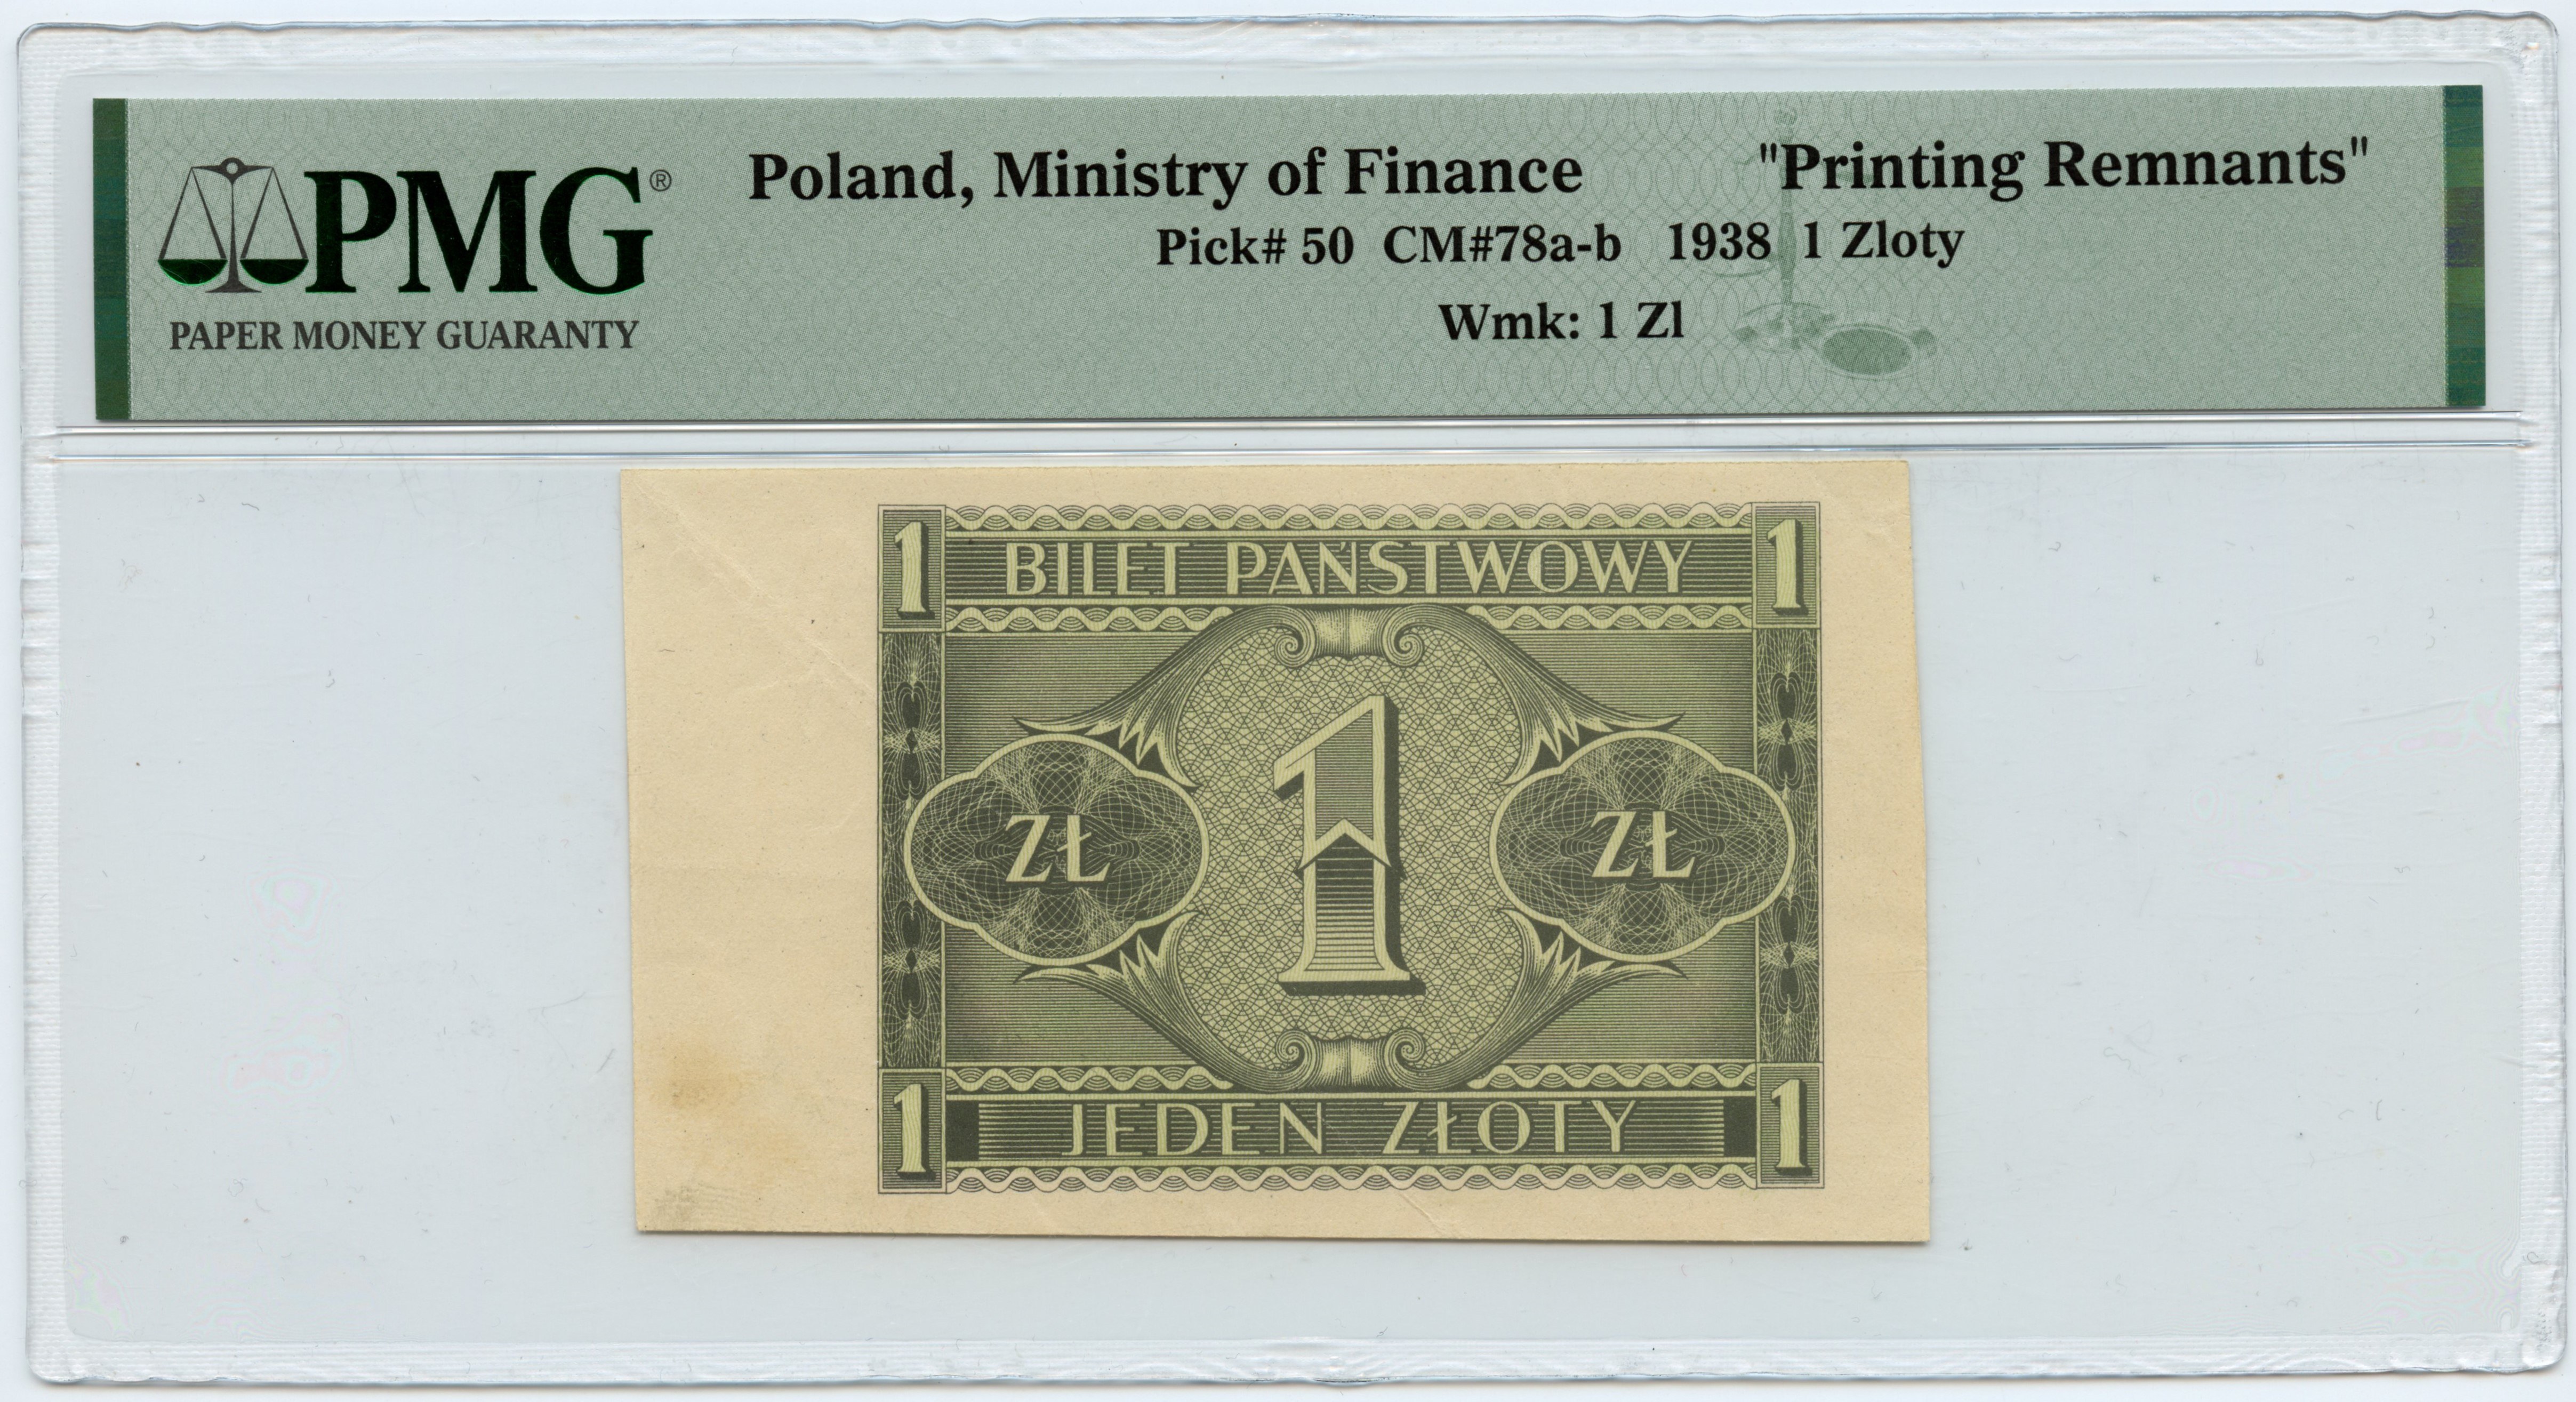 PMG®
PAPER MONEY GUARANTY
Poland, Ministry of Finance "Printing Remnants"
Pick# 50 CM#78a-b 1938 1 Zloty
Wmk: 1 Zl
1 BILET PAŃSTWOWY 1
ZŁ 1 ZŁ
1 JEDEN ZŁOTY 1